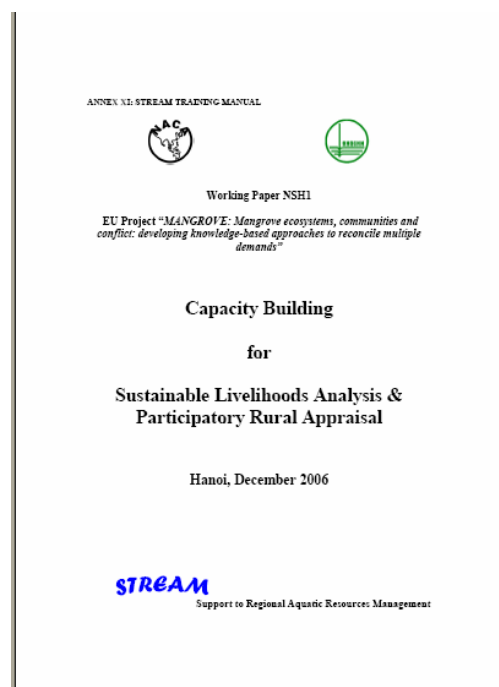 ANNEX XI: STREAM TRAINING MANUAL
NACA
Working Paper NSH1
EU Project “MANGROVE: Mangrove ecosystems, communities and
conflict: developing knowledge-based approaches to reconcile multiple
demands”
Capacity Building
for
Sustainable Livelihoods Analysis &
Participatory Rural Appraisal
Hanoi, December 2006
STREAM
Support to Regional Aquatic Resources Management